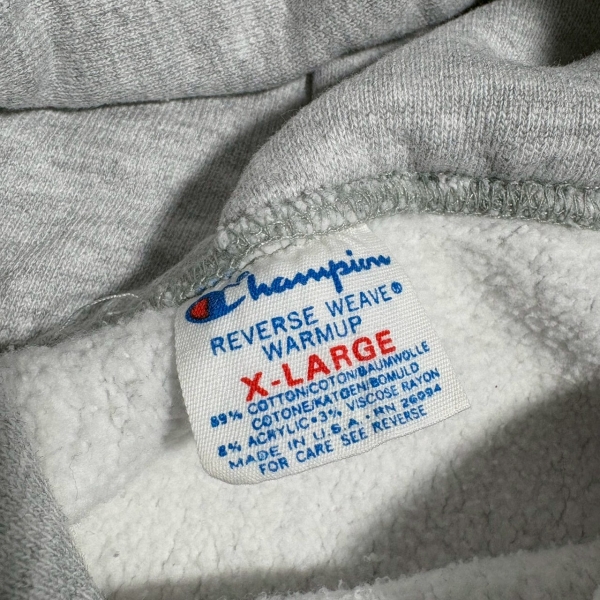 Champion
REVERSE WEAVE®
WARMUP
X-LARGE
89% COTTON/COTON/BAUMWOLLE
COTONE/KATOEN/BOMULD
8% ACRYLIC•3% VISCOSE RAYON
MADE IN U.S.A. • RN 26094
FOR CARE SEE REVERSE